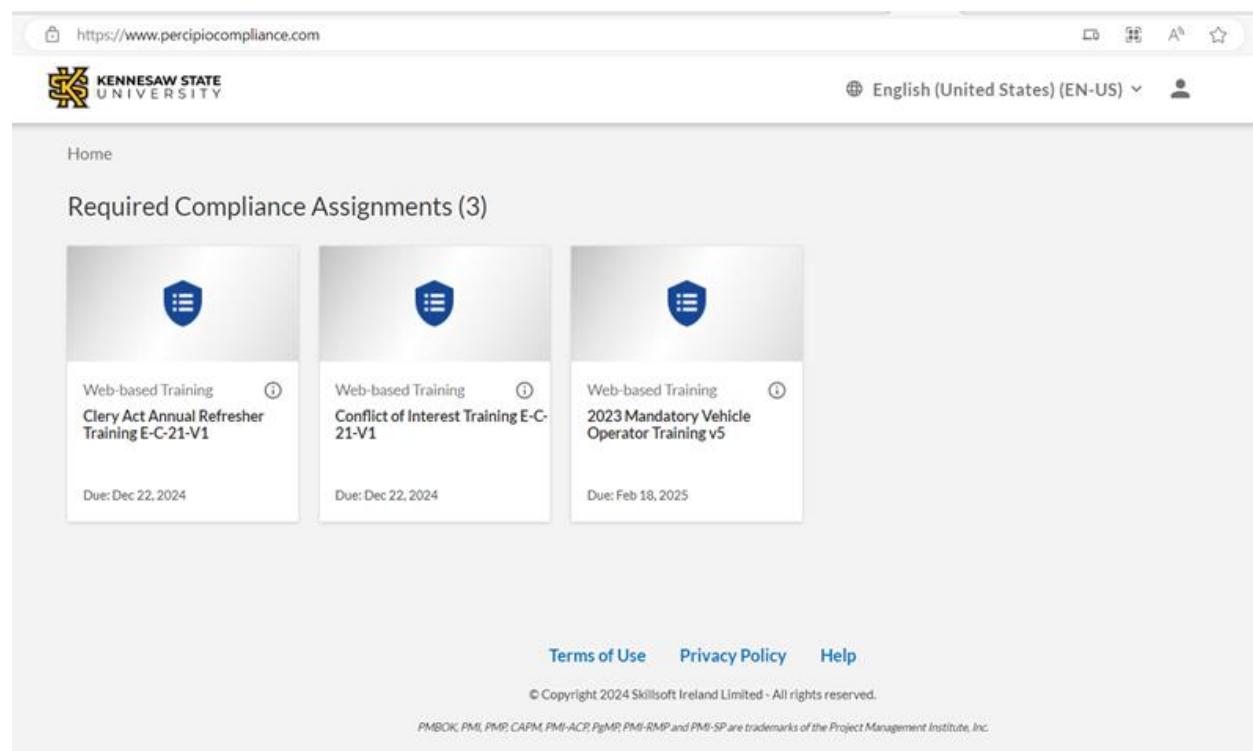 https://www.percipiocompliance.com
KENNESAW STATE
UNIVERSITY
English (United States) (EN-US)
Home
Required Compliance Assignments (3)
Web-based Training
Clery Act Annual Refresher
Training E-C-21-V1
Due: Dec 22, 2024
Web-based Training
Conflict of Interest Training E-C-
21-V1
Due: Dec 22, 2024
Web-based Training
2023 Mandatory Vehicle
Operator Training v5
Due: Feb 18, 2025
Terms of Use Privacy Policy Help
© Copyright 2024 Skillsoft Ireland Limited - All rights reserved.
PMBOK, PMI, PMP, CAPM, PMI-ACP, PgMP, PMI-RMP and PMI-SP are trademarks of the Project Management Institute, Inc.